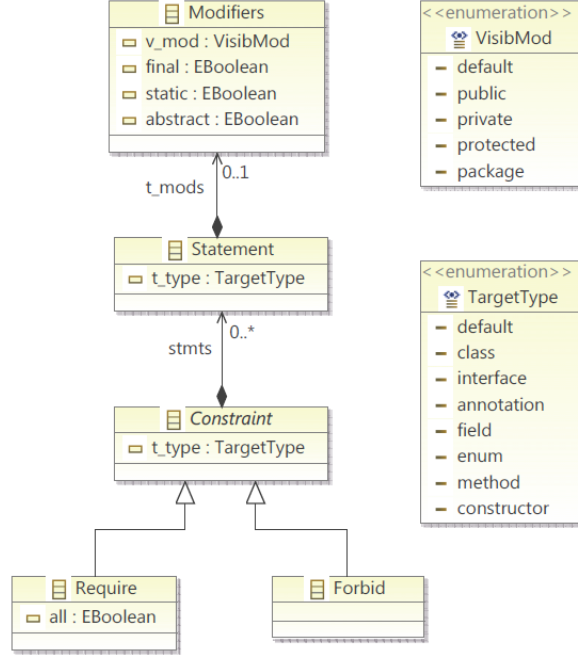 Modifiers
v_mod : VisibMod
final : EBoolean
static : EBoolean
abstract : EBoolean
<<enumeration>>
VisibMod
default
public
private
protected
package
0..1
t_mods
Statement
t_type : TargetType
0..*
stmts
<<enumeration>>
TargetType
default
class
interface
annotation
field
enum
method
constructor
Constraint
t_type : TargetType
Require
all : EBoolean
Forbid